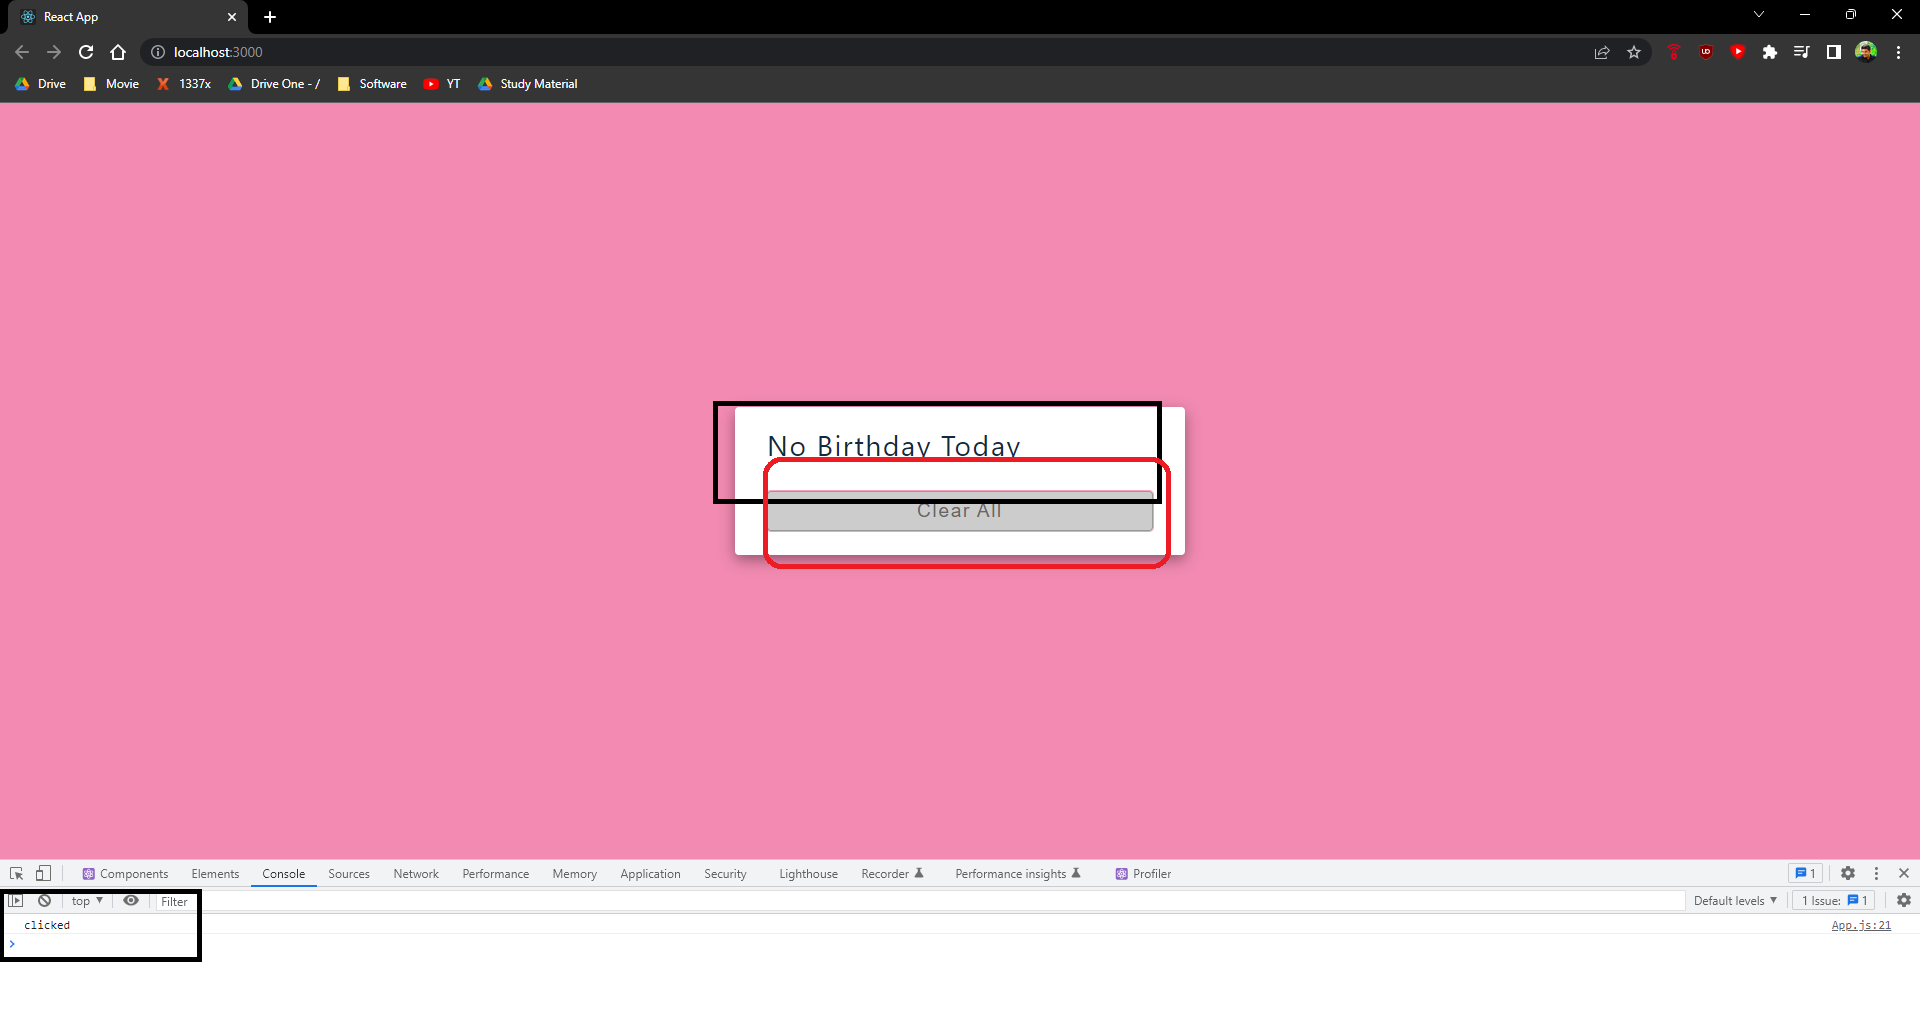 React App
localhost:3000
Drive Movie 1337x Drive One - / Software YT Study Material
No Birthday Today
Clear All
Components Elements Console Sources Network Performance Memory Application Security Lighthouse Recorder Performance insights Profiler 1
top Filter Default levels 1 Issue: 1
clicked App.js:21